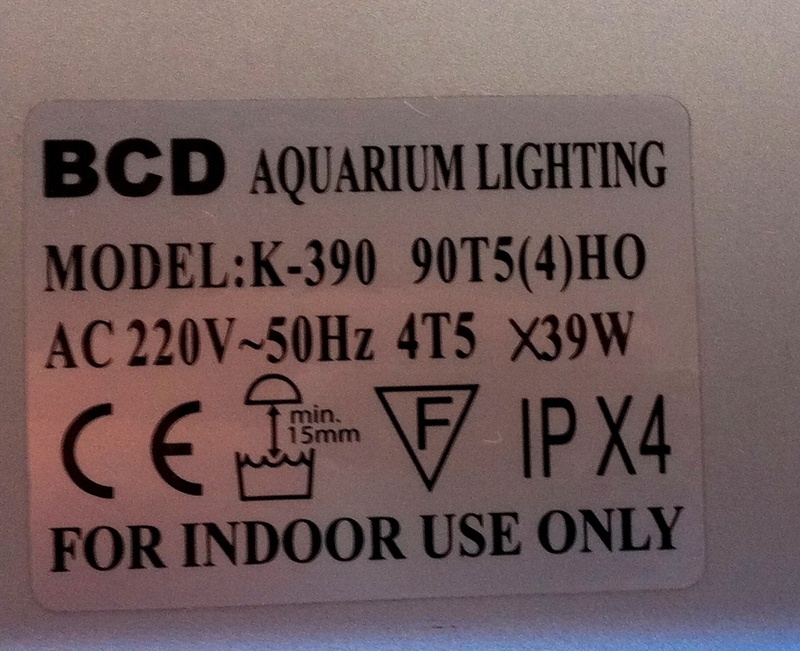 BCD AQUARIUM LIGHTING
MODEL:K-390 90T5(4)HO
AC 220V~50Hz 4T5 X39W
CE min. 15mm F IP X4
FOR INDOOR USE ONLY